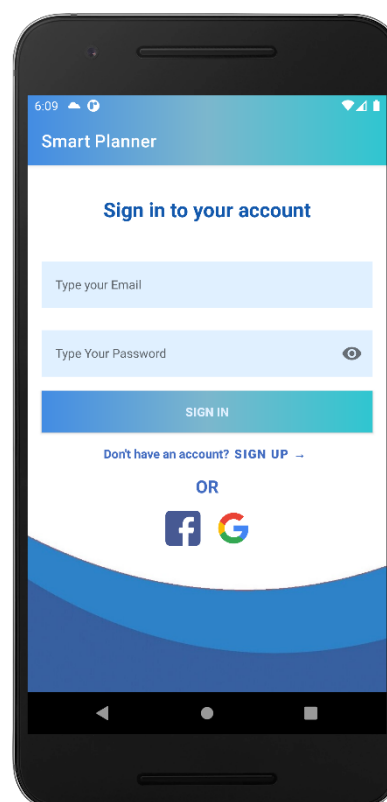 6:09
Smart Planner
Sign in to your account
Type your Email
Type Your Password
SIGN IN
Don't have an account? SIGN UP →
OR
f G